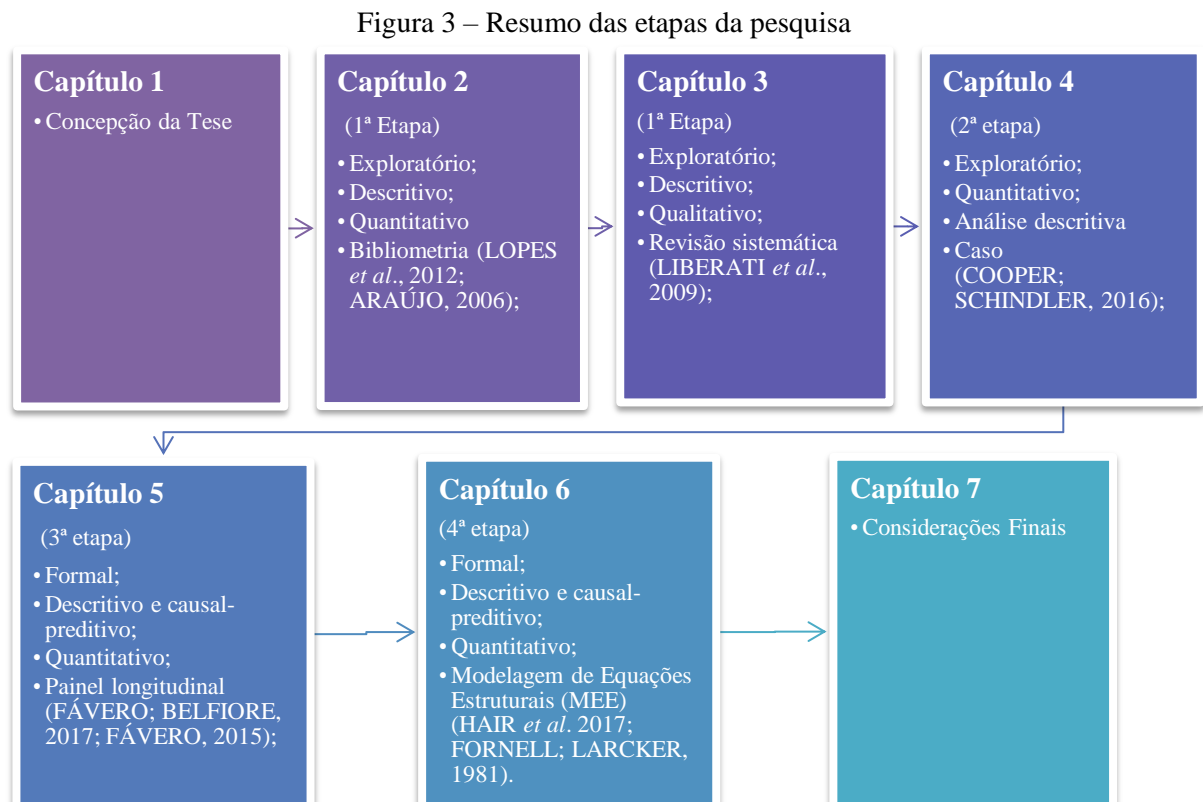 Figura 3 – Resumo das etapas da pesquisa
Capítulo 1
• Concepção da Tese
Capítulo 2
(1ª Etapa)
• Exploratório;
• Descritivo;
• Quantitativo
• Bibliometria (LOPES
et al., 2012;
ARAÚJO, 2006);
Capítulo 3
(1ª Etapa)
• Exploratório;
• Descritivo;
• Qualitativo;
• Revisão sistemática
(LIBERATI et al.,
2009);
Capítulo 4
(2ª etapa)
• Exploratório;
• Quantitativo;
• Análise descritiva
• Caso
(COOPER;
SCHINDLER, 2016);
Capítulo 5
(3ª etapa)
• Formal;
• Descritivo e causal-
preditivo;
• Quantitativo;
• Painel longitudinal
(FÁVERO; BELFIORE,
2017; FÁVERO, 2015);
Capítulo 6
(4ª etapa)
• Formal;
• Descritivo e causal-
preditivo;
• Quantitativo;
• Modelagem de Equações
Estruturais (MEE)
(HAIR et al. 2017;
FORNELL; LARCKER,
1981).
Capítulo 7
• Considerações Finais